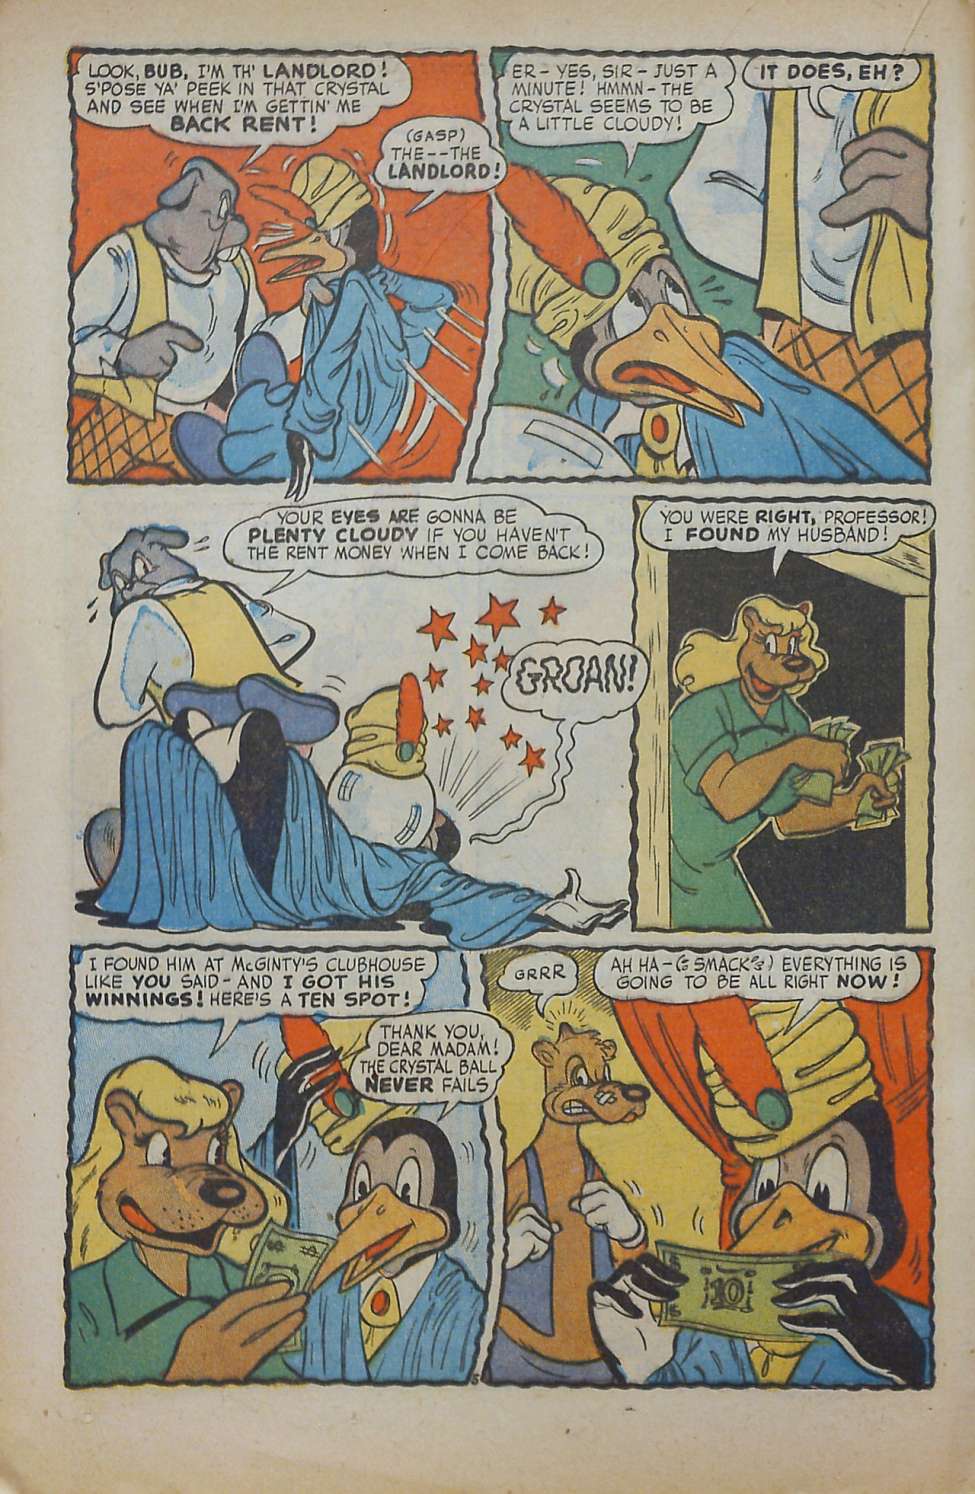 LOOK, BUB, I'M TH' LANDLORD!
S'POSE YA' PEEK IN THAT CRYSTAL
AND SEE WHEN I'M GETTIN' ME
BACK RENT!
(GASP)
THE--THE
LANDLORD!
ER- YES, SIR- JUST A
MINUTE! HMMN - THE
CRYSTAL SEEMS TO BE
A LITTLE CLOUDY!
IT DOES, EH?
YOUR EYES ARE GONNA BE
PLENTY CLOUDY IF YOU HAVEN'T
THE RENT MONEY WHEN I COME BACK!
GROAN!
YOU WERE RIGHT, PROFESSOR!
I FOUND MY HUSBAND!
I FOUND HIM AT McGINTY'S CLUBHOUSE
LIKE YOU SAID- AND I GOT HIS
WINNINGS! HERE'S A TEN SPOT!
THANK YOU,
DEAR MADAM!
THE CRYSTAL BALL
NEVER FAILS
$ $
GRRR
AH HA- (SMACK) EVERYTHING IS
GOING TO BE ALL RIGHT NOW!
$
10
$
5